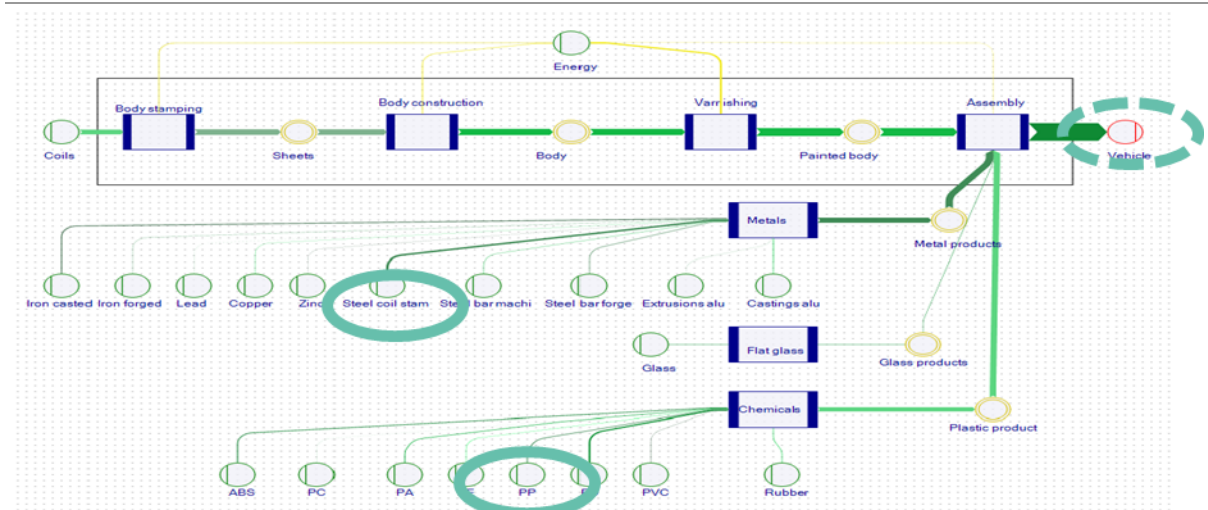 Energy
Body stamping
Body construction
Varnishing
Assembly
Coils
Sheets
Body
Painted body
Vehicle
Metals
Metal products
Iron casted
Iron forged
Lead
Copper
Zinc
Steel coil stam
Steel bar machi
Steel bar forge
Extrusions alu
Castings alu
Flat glass
Glass
Glass products
Chemicals
Plastic product
ABS
PC
PA
PP
PVC
Rubber